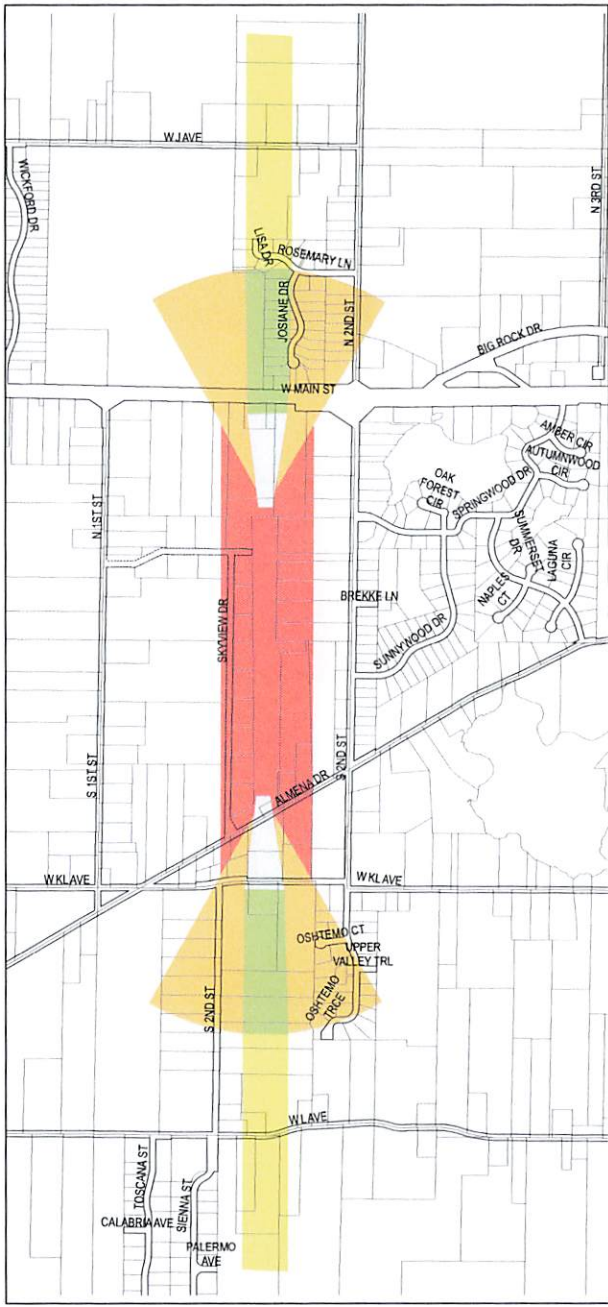 W J AVE
WICKFORD DR
N 3RD ST
LISA DR
ROSEMARY LN
JOSIANE DR
N 2ND ST
BIG ROCK DR
W MAIN ST
N 1ST ST
AMBER CIR
AUTUMNWOOD
CIR
OAK
FOREST
CIR
SPRINGWOOD DR
SUMMERSET
DR
LAGUNA
CIR
NAPLES
CT
BREKKE LN
SKYVIEW DR
SUNNYWOOD DR
S 1ST ST
S 2ND ST
ALMENA DR
W KL AVE
W KL AVE
OSHTEMO CT
UPPER
VALLEY TRL
OSHTEMO
TRCE
S 2ND ST
W L AVE
TOSCANA ST
SIENNA ST
CALABRIA AVE
PALERMO
AVE